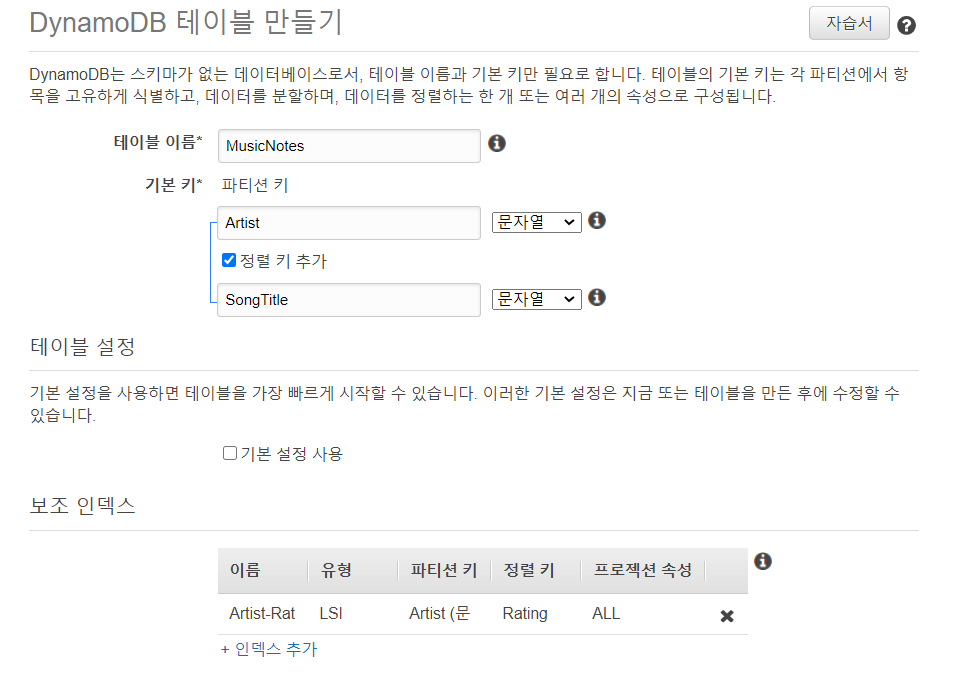 DynamoDB 테이블 만들기
자습서
DynamoDB는 스키마가 없는 데이터베이스로서, 테이블 이름과 기본 키만 필요로 합니다. 테이블의 기본 키는 각 파티션에서 항
목을 고유하게 식별하고, 데이터를 분할하며, 데이터를 정렬하는 한 개 또는 여러 개의 속성으로 구성됩니다.
테이블 이름* MusicNotes
기본 키* 파티션 키
Artist 문자열
정렬 키 추가
SongTitle 문자열
테이블 설정
기본 설정을 사용하면 테이블을 가장 빠르게 시작할 수 있습니다. 이러한 기본 설정은 지금 또는 테이블을 만든 후에 수정할 수
있습니다.
기본 설정 사용
보조 인덱스
이름 유형 파티션 키 정렬 키 프로젝션 속성
Artist-Rat LSI Artist (문 Rating ALL
+ 인덱스 추가